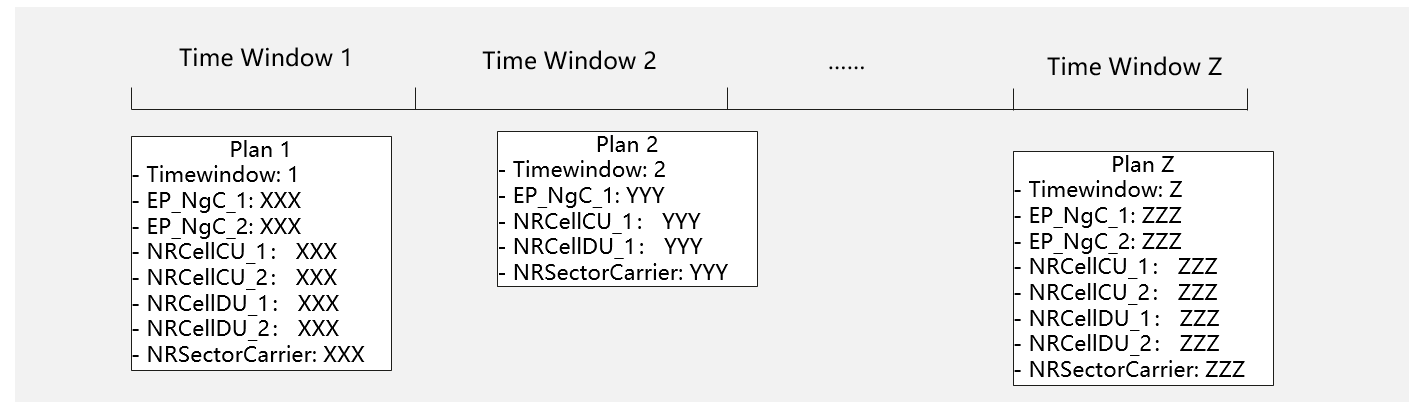 Time Window 1
Time Window 2
......
Time Window Z
Plan 1
- Timewindow: 1
- EP_NgC_1: XXX
- EP_NgC_2: XXX
- NRCellCU_1： XXX
- NRCellCU_2： XXX
- NRCellDU_1： XXX
- NRCellDU_2： XXX
- NRSectorCarrier: XXX
Plan 2
- Timewindow: 2
- EP_NgC_1: YYY
- NRCellCU_1： YYY
- NRCellDU_1： YYY
- NRSectorCarrier: YYY
Plan Z
- Timewindow: Z
- EP_NgC_1: ZZZ
- EP_NgC_2: ZZZ
- NRCellCU_1： ZZZ
- NRCellCU_2： ZZZ
- NRCellDU_1： ZZZ
- NRCellDU_2： ZZZ
- NRSectorCarrier: ZZZ